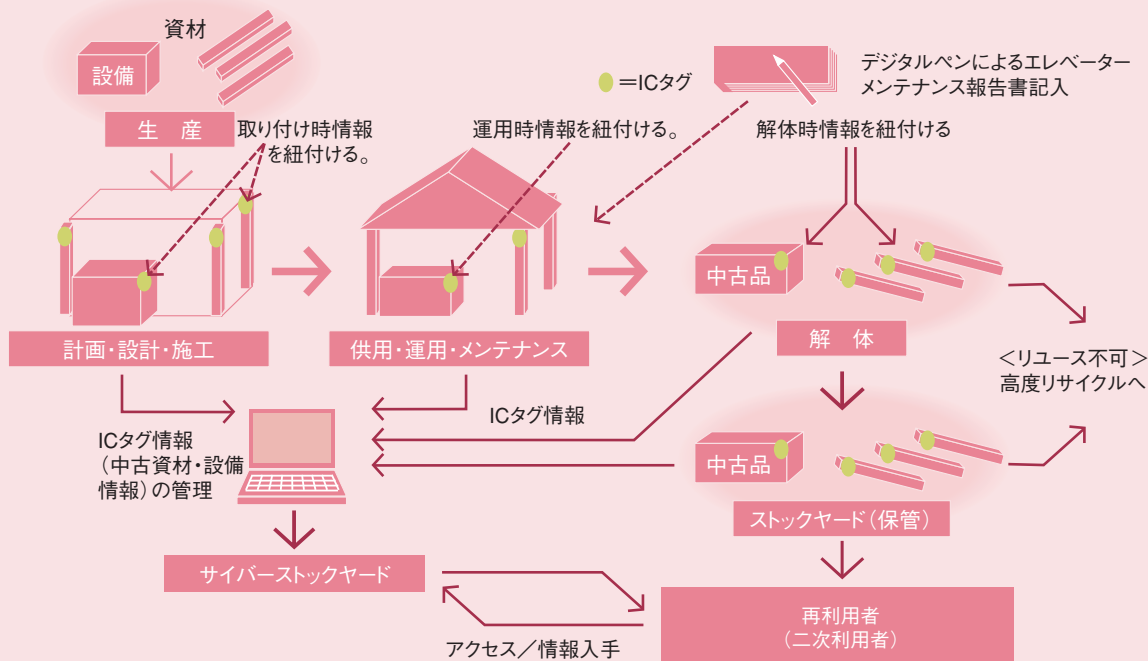 資材
設備
生 産
取り付け時情報
を紐付ける。
=ICタグ
運用時情報を紐付ける。
デジタルペンによるエレベーター
メンテナンス報告書記入
解体時情報を紐付ける
計画・設計・施工
供用・運用・メンテナンス
中古品
解 体
<リユース不可>
高度リサイクルへ
ICタグ情報
(中古資材・設備
情報)の管理
ICタグ情報
中古品
ストックヤード(保管)
サイバーストックヤード
アクセス/情報入手
再利用者
(二次利用者)